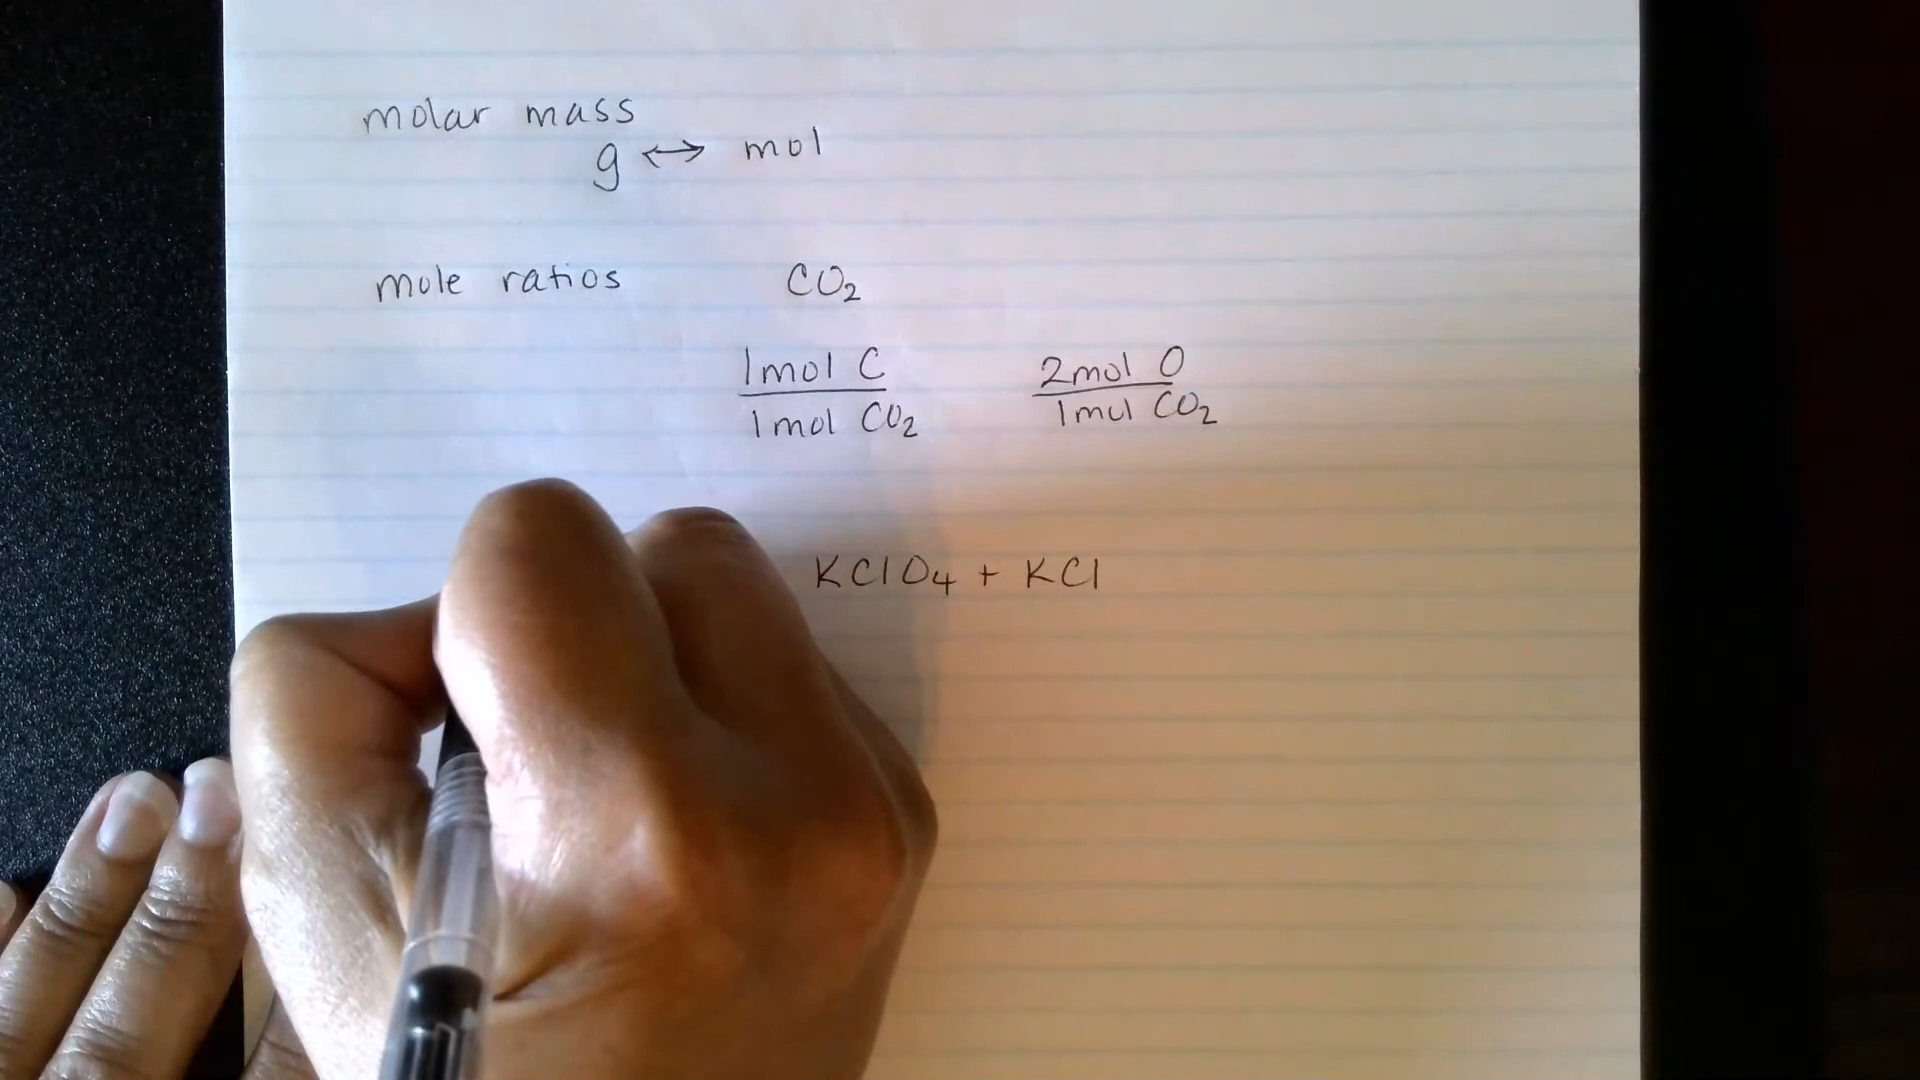 molar mass
g ↔ mol
mole ratios CO₂
1mol C 2mol O
1mol CO₂ 1mol CO₂
KClO₄ + KCl